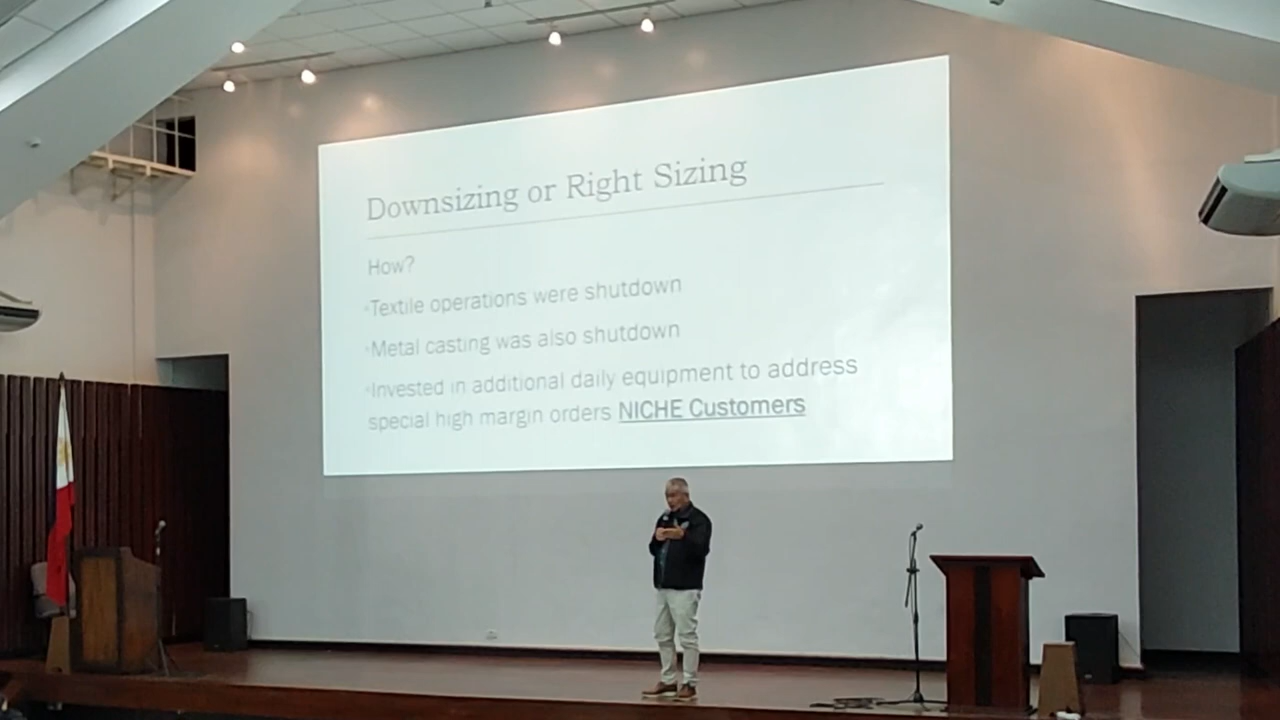 Downsizing or Right Sizing
How?
Textile operations were shutdown
Metal casting was also shutdown
Invested in additional daily equipment to address
special high margin orders NICHE Customers